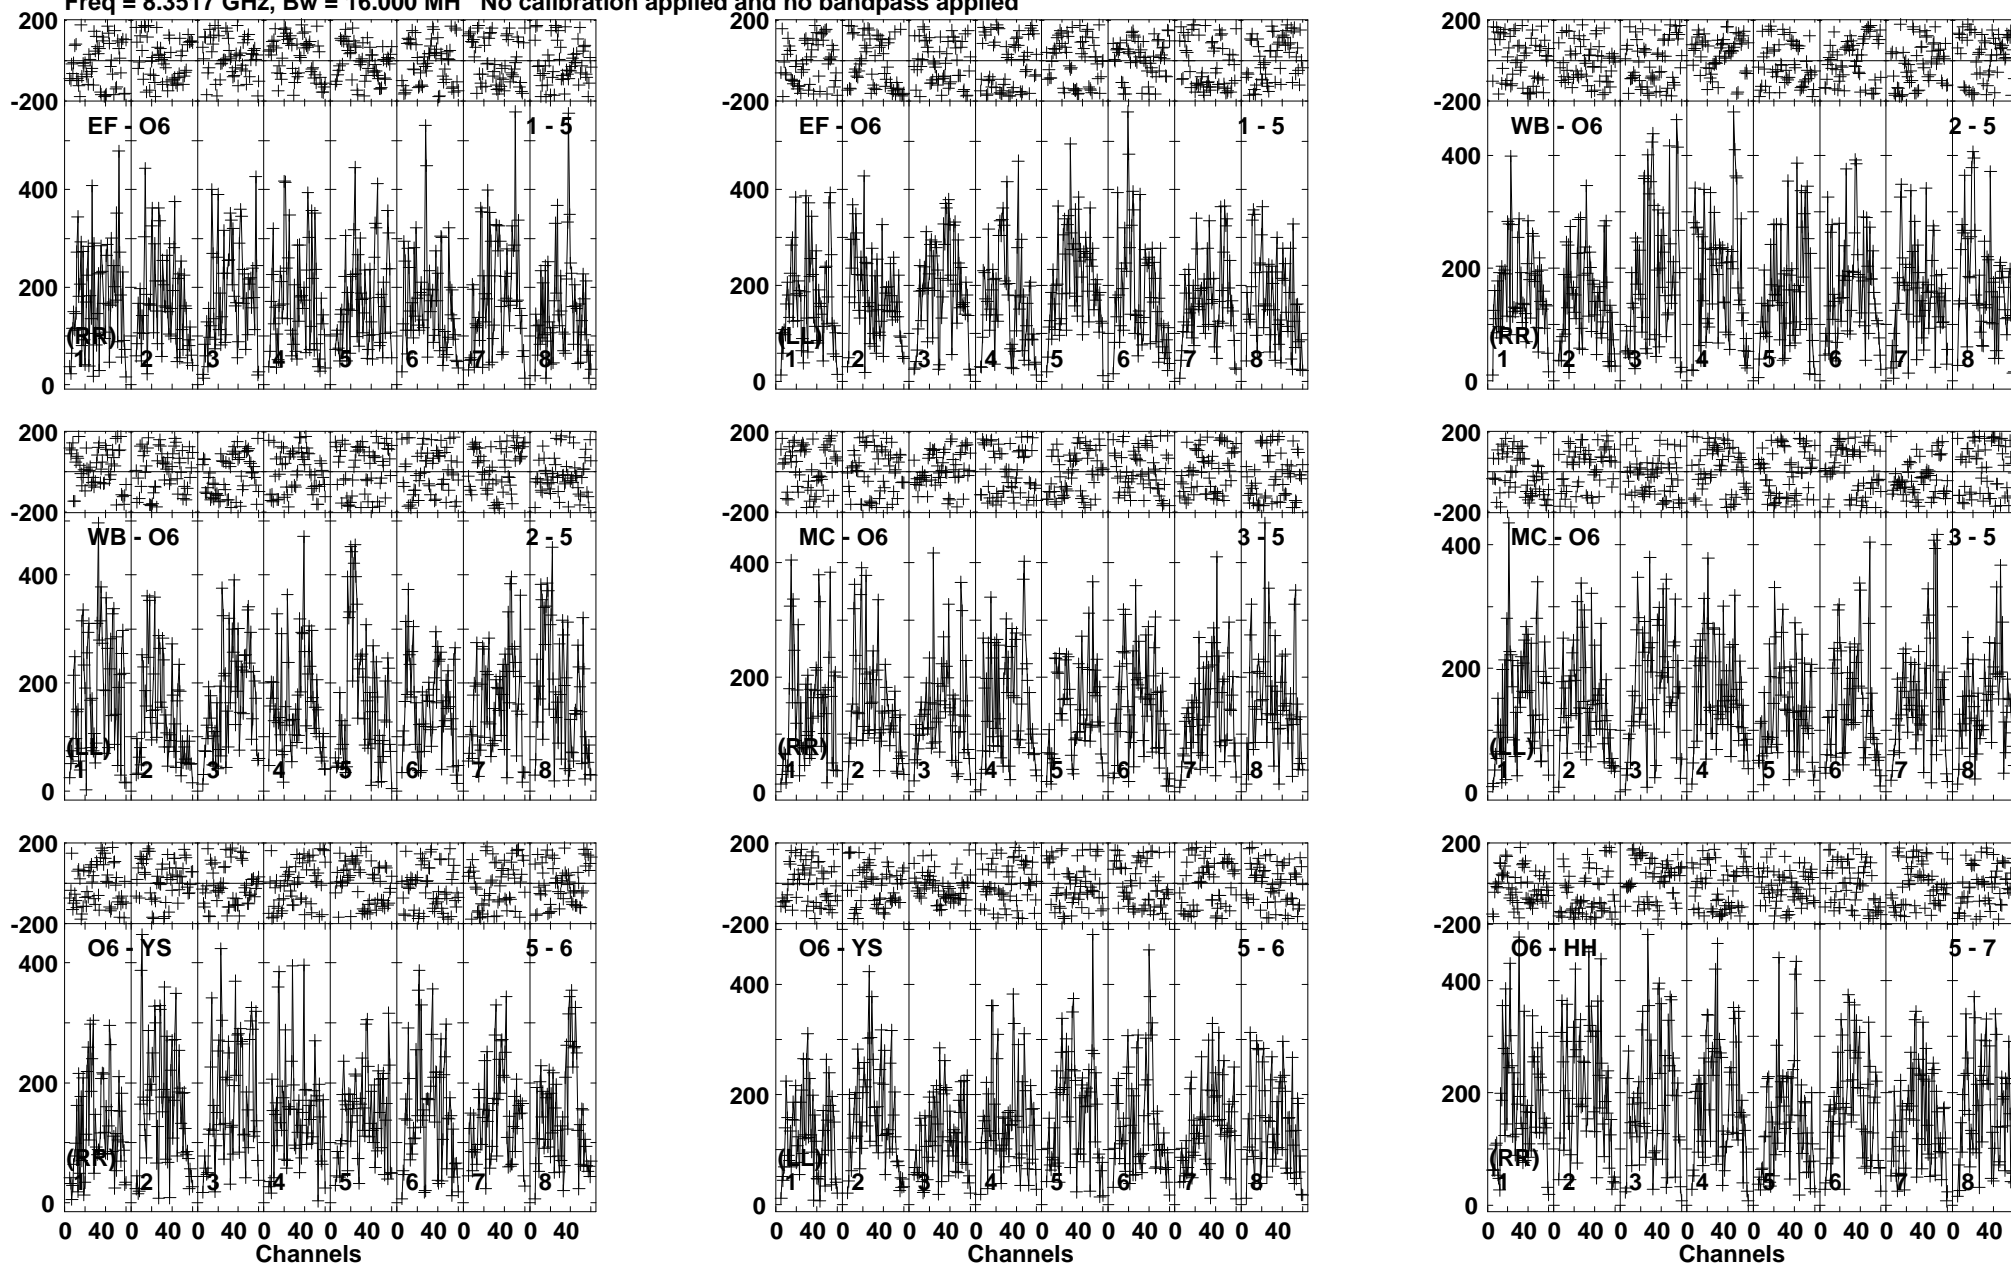 Freq = 8.3517 GHz, Bw = 16.000 MH No calibration applied and no bandpass applied
200 200 200
-200 -200 -200
EF - O6 1 - 5 EF - O6 1 - 5 WB - O6 2 - 5
400 400 400
200 200 200
(RR) (LL) (RR)
1 2 3 4 5 6 7 8 1 2 3 4 5 6 7 8 1 2 3 4 5 6 7 8
0 0 0
200 200 200
-200 -200 -200
WB - O6 2 - 5 MC - O6 3 - 5 MC - O6 3 - 5
400 400 400
200 200 200
(LL) (RR) (LL)
1 2 3 4 5 6 7 8 1 2 3 4 5 6 7 8 1 2 3 4 5 6 7 8
0 0 0
200 200 200
-200 -200 -200
O6 - YS 5 - 6 O6 - YS 5 - 6 O6 - HH 5 - 7
400 400 400
200 200 200
(RR) (LL) (RR)
1 2 3 4 5 6 7 8 1 2 3 4 5 6 7 8 1 2 3 4 5 6 7 8
0 0 0
0 40 0 40 0 40 0 40 0 40 0 40 0 40 0 40 0 40 0 40 0 40 0 40 0 40 0 40 0 40 0 40 0 40 0 40 0 40 0 40 0 40 0 40 0 40 0 40
Channels Channels Channels